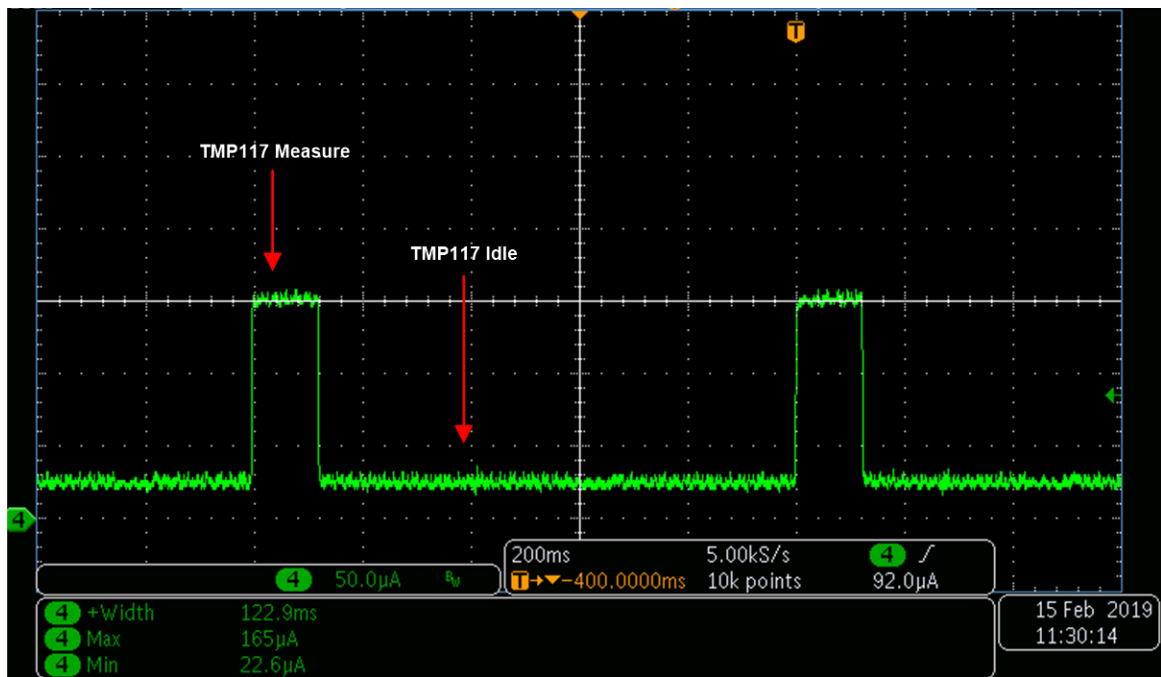 T
TMP117 Measure
TMP117 Idle
4
200ms 5.00kS/s 4
4 50.0µA BW T→▼−400.0000ms 10k points 92.0µA
4 +Width 122.9ms
4 Max 165µA
4 Min 22.6µA
15 Feb 2019
11:30:14